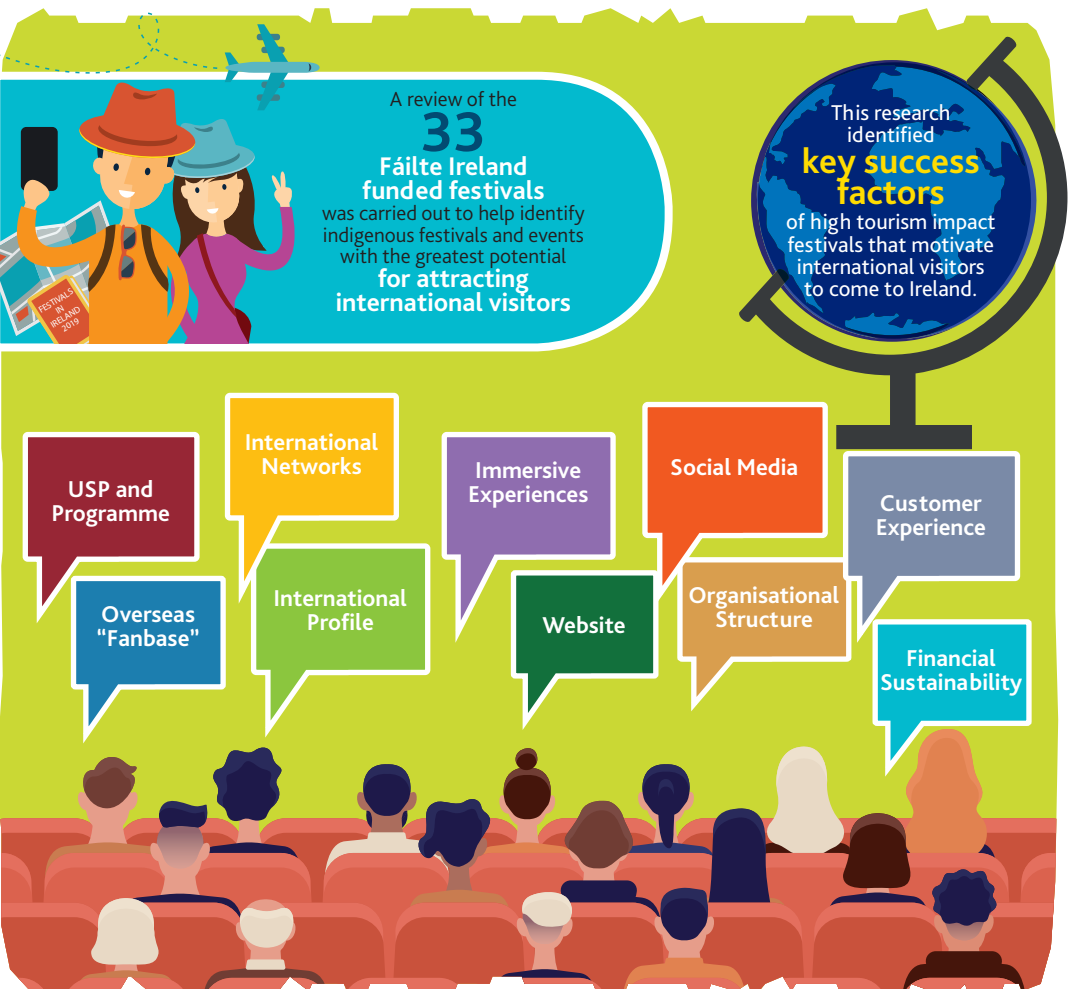 A review of the
33
Fáilte Ireland
funded festivals
was carried out to help identify
indigenous festivals and events
with the greatest potential
for attracting
international visitors
FESTIVALS
IN
IRELAND
2019
This research
identified
key success
factors
of high tourism impact
festivals that motivate
international visitors
to come to Ireland.
USP and
Programme
International
Networks
Immersive
Experiences
Social Media
Customer
Experience
Overseas
“Fanbase”
International
Profile
Website
Organisational
Structure
Financial
Sustainability